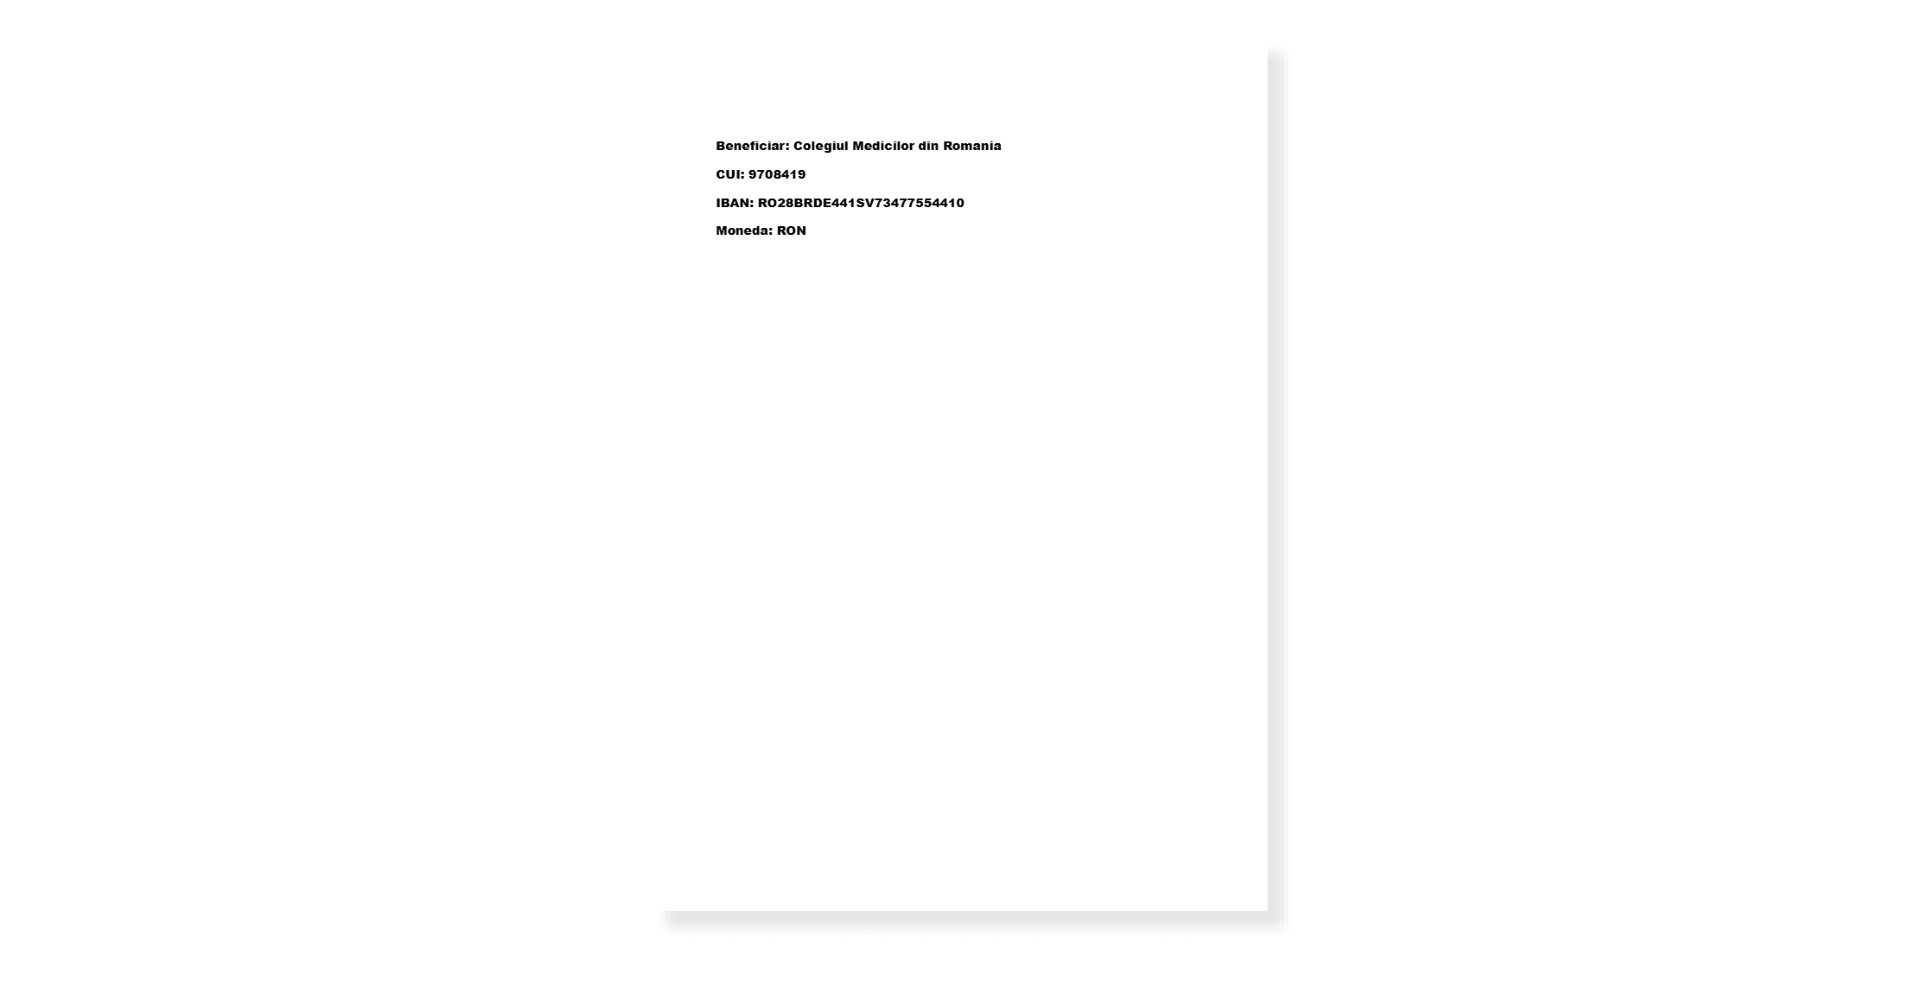 Beneficiar: Colegiul Medicilor din Romania
CUI: 9708419
IBAN: RO28BRDE441SV73477554410
Moneda: RON